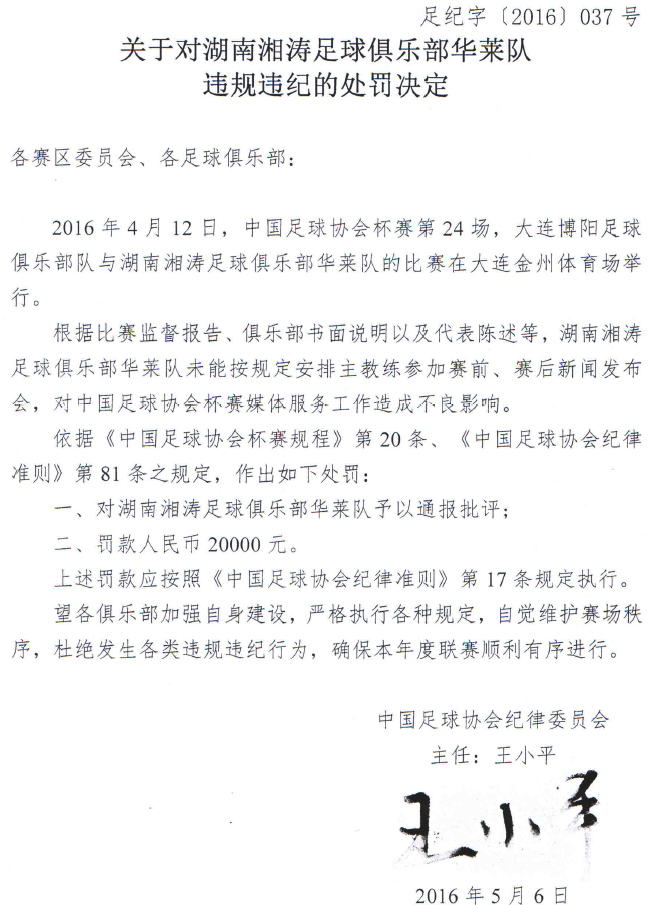 足纪字〔2016〕037 号
关于对湖南湘涛足球俱乐部华莱队
违规违纪的处罚决定
各赛区委员会、各足球俱乐部：
2016 年 4 月 12 日，中国足球协会杯赛第 24 场，大连博阳足球
俱乐部队与湖南湘涛足球俱乐部华莱队的比赛在大连金州体育场举
行。
根据比赛监督报告、俱乐部书面说明以及代表陈述等，湖南湘涛
足球俱乐部华莱队未能按规定安排主教练参加赛前、赛后新闻发布
会，对中国足球协会杯赛媒体服务工作造成不良影响。
依据《中国足球协会杯赛规程》第 20 条、《中国足球协会纪律
准则》第 81 条之规定，作出如下处罚：
一、对湖南湘涛足球俱乐部华莱队予以通报批评；
二、罚款人民币 20000 元。
上述罚款应按照《中国足球协会纪律准则》第 17 条规定执行。
望各俱乐部加强自身建设，严格执行各种规定，自觉维护赛场秩
序，杜绝发生各类违规违纪行为，确保本年度联赛顺利有序进行。
中国足球协会纪律委员会
主任：王小平
王小平
2016 年 5 月 6 日